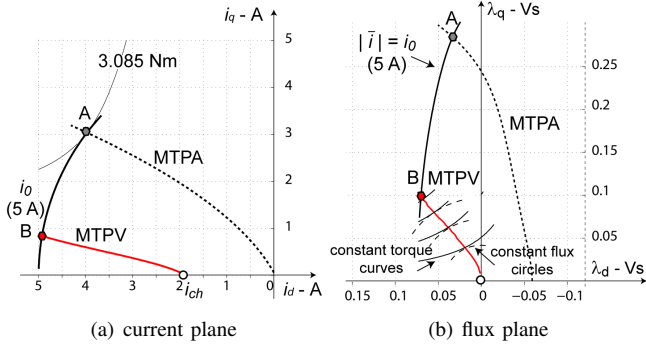 i_q - A
5
3.085 Nm
4
A
3
MTPA
2
i_0
(5 A)
B
MTPV
1
5 4 3 2 i_ch 1 0 i_d - A
(a) current plane
λ_q - Vs
A
| i̅ | = i_0
(5 A)
0.25
0.2
MTPA
0.15
B
MTPV
0.1
0.05
constant torque
curves
constant flux
circles
λ_d - Vs
0.15 0.1 0.05 0 −0.05 −0.1
(b) flux plane